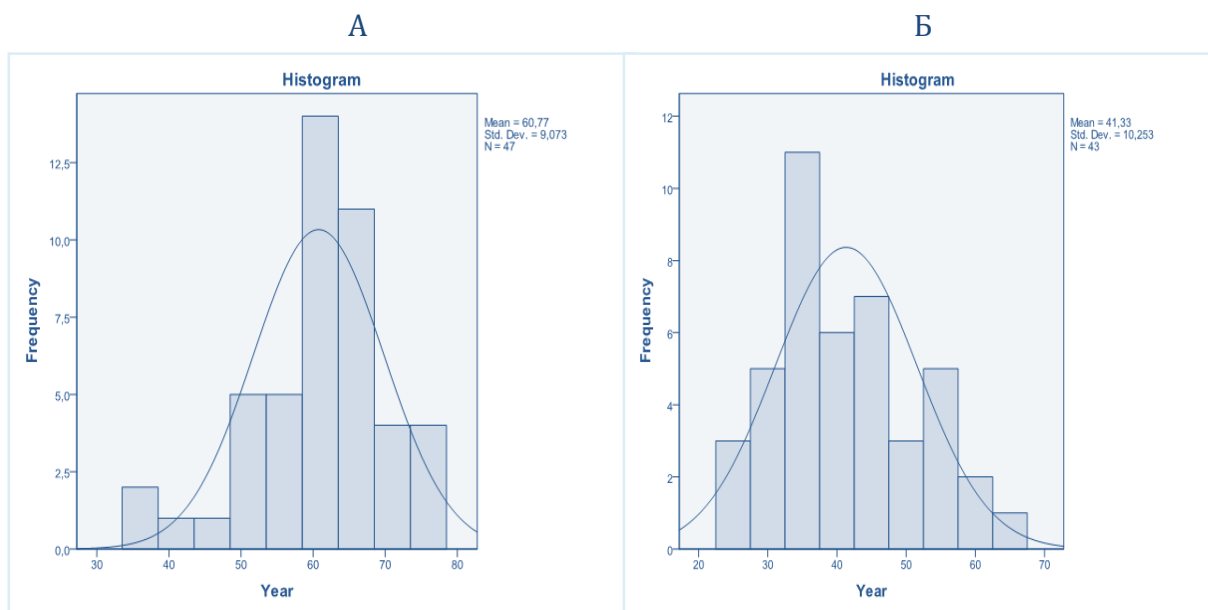 А
Б
Histogram
Mean = 60,77
Std. Dev. = 9,073
N = 47
12,5
10,0
7,5
5,0
2,5
0,0
Frequency
30 40 50 60 70 80
Year
Histogram
Mean = 41,33
Std. Dev. = 10,253
N = 43
12
10
8
6
4
2
0
Frequency
20 30 40 50 60 70
Year